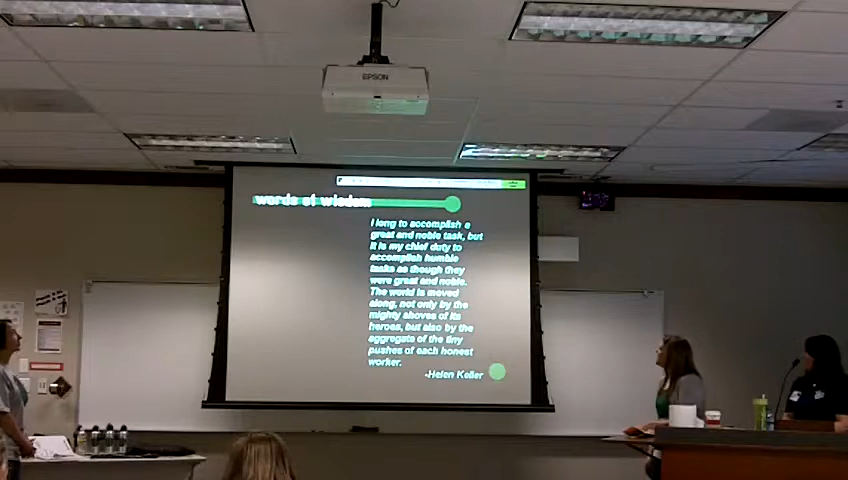 EPSON
words of wisdom
I long to accomplish a
great and noble task, but
it is my chief duty to
accomplish humble
tasks as though they
were great and noble.
The world is moved
along, not only by the
mighty shoves of its
heroes, but also by the
aggregate of the tiny
pushes of each honest
worker.
-Helen Keller